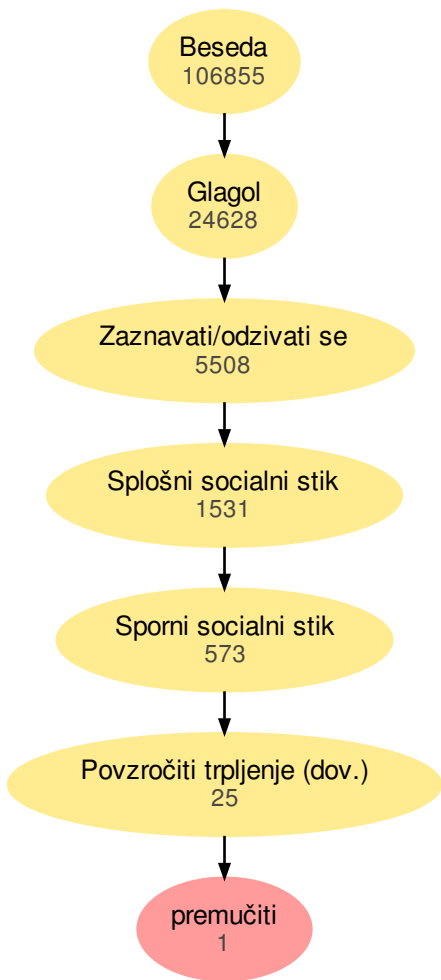 Beseda
106855
Glagol
24628
Zaznavati/odzivati se
5508
Splošni socialni stik
1531
Sporni socialni stik
573
Povzročiti trpljenje (dov.)
25
premučiti
1